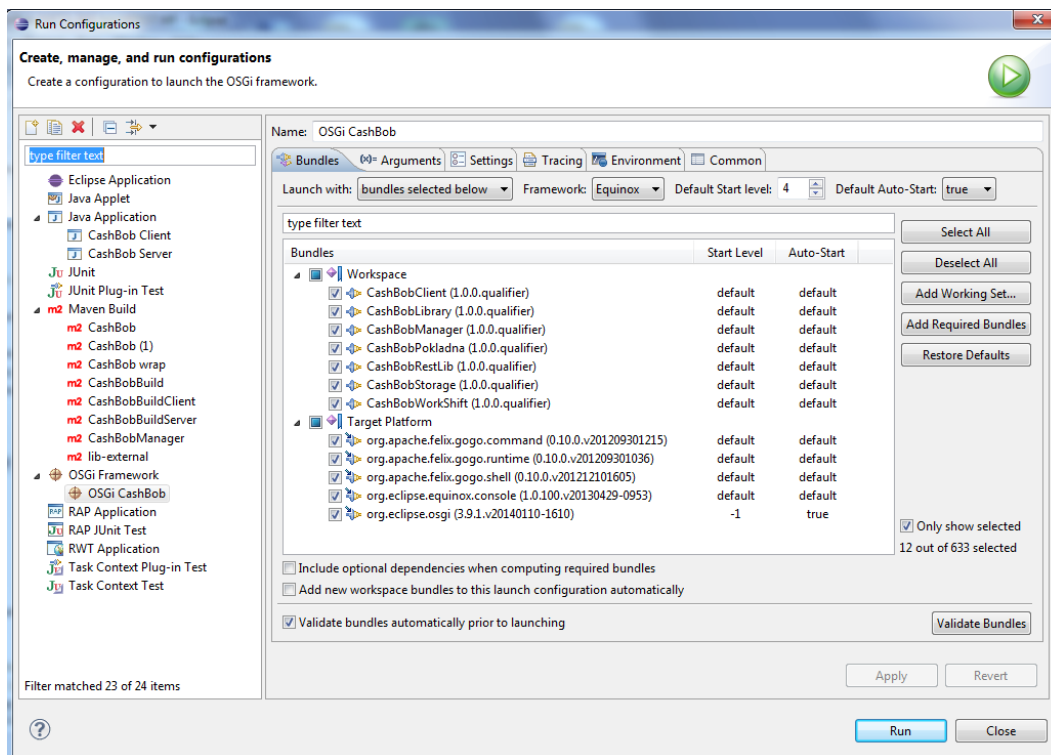 Run Configurations
Create, manage, and run configurations
Create a configuration to launch the OSGi framework.
type filter text
Eclipse Application
Java Applet
Java Application
CashBob Client
CashBob Server
Ju JUnit
JUnit Plug-in Test
m2 Maven Build
m2 CashBob
m2 CashBob (1)
m2 CashBob wrap
m2 CashBobBuild
m2 CashBobBuildClient
m2 CashBobBuildServer
m2 CashBobManager
m2 lib-external
OSGi Framework
OSGi CashBob
RAP Application
RAP JUnit Test
RWT Application
Task Context Plug-in Test
Task Context Test
Filter matched 23 of 24 items
Name: OSGi CashBob
Bundles (x)= Arguments Settings Tracing Environment Common
Launch with: bundles selected below Framework: Equinox Default Start level: 4 Default Auto-Start: true
type filter text
Bundles Start Level Auto-Start
Workspace
CashBobClient (1.0.0.qualifier) default default
CashBobLibrary (1.0.0.qualifier) default default
CashBobManager (1.0.0.qualifier) default default
CashBobPokladna (1.0.0.qualifier) default default
CashBobRestLib (1.0.0.qualifier) default default
CashBobStorage (1.0.0.qualifier) default default
CashBobWorkShift (1.0.0.qualifier) default default
Target Platform
org.apache.felix.gogo.command (0.10.0.v201209301215) default default
org.apache.felix.gogo.runtime (0.10.0.v201209301036) default default
org.apache.felix.gogo.shell (0.10.0.v201212101605) default default
org.eclipse.equinox.console (1.0.100.v20130429-0953) default default
org.eclipse.osgi (3.9.1.v20140110-1610) -1 true
Select All
Deselect All
Add Working Set...
Add Required Bundles
Restore Defaults
Only show selected
12 out of 633 selected
Include optional dependencies when computing required bundles
Add new workspace bundles to this launch configuration automatically
Validate bundles automatically prior to launching
Validate Bundles
Apply Revert
Run Close